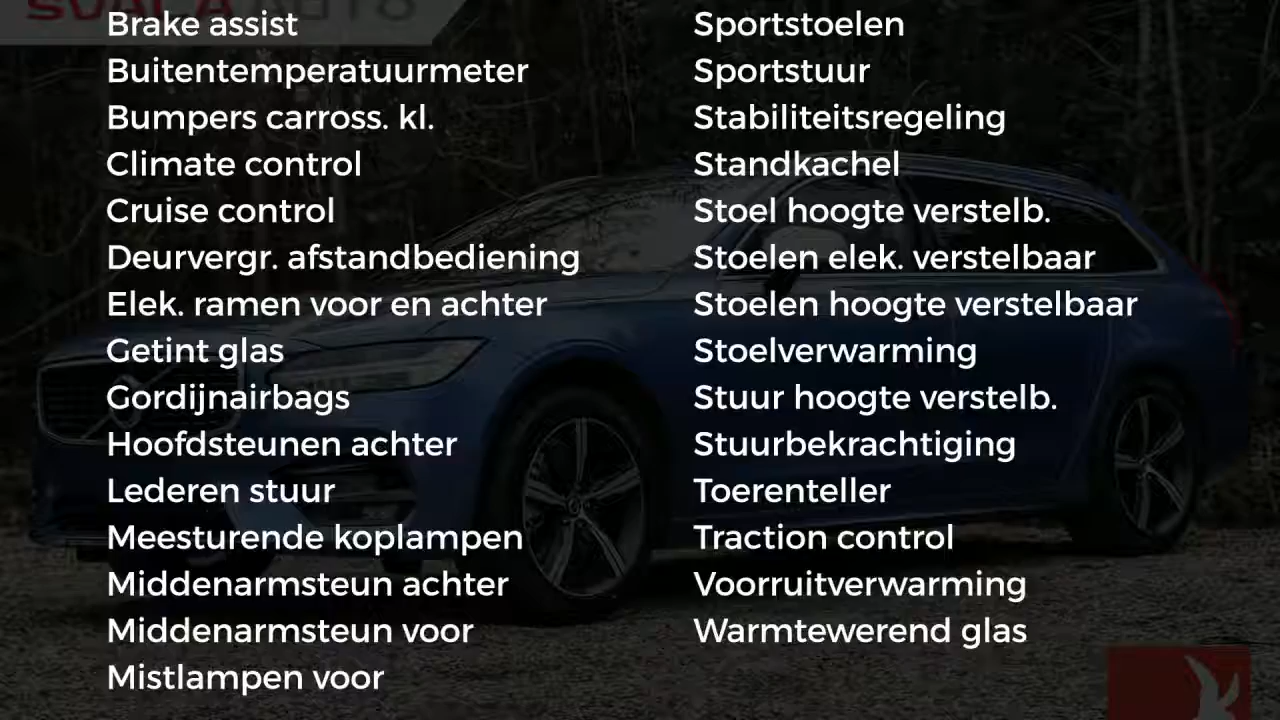 Brake assist
Buitentemperatuurmeter
Bumpers carross. kl.
Climate control
Cruise control
Deurvergr. afstandbediening
Elek. ramen voor en achter
Getint glas
Gordijnairbags
Hoofdsteunen achter
Lederen stuur
Meesturende koplampen
Middenarmsteun achter
Middenarmsteun voor
Mistlampen voor
Sportstoelen
Sportstuur
Stabiliteitsregeling
Standkachel
Stoel hoogte verstelb.
Stoelen elek. verstelbaar
Stoelen hoogte verstelbaar
Stoelverwarming
Stuur hoogte verstelb.
Stuurbekrachtiging
Toerenteller
Traction control
Voorruitverwarming
Warmtewerend glas